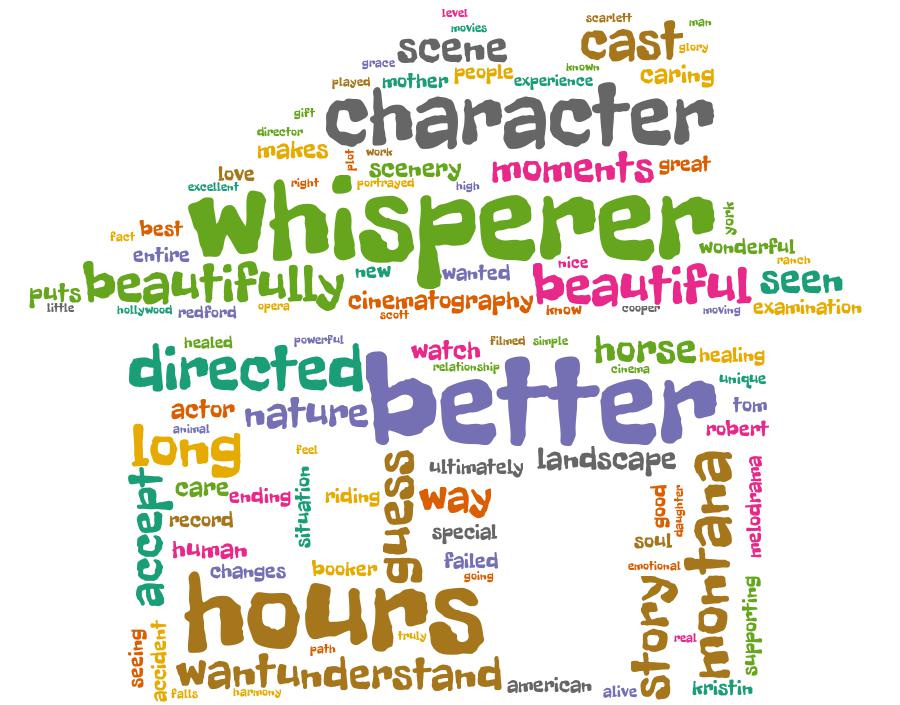 level
movies
scarlett
man
scene
cast
glory
grace
known
played
mother
people
experience
caring
gift
character
director
makes
plot
work
scenery
moments
great
love
excellent
right
portrayed
high
whisperer
york
fact
best
wonderful
entire
ranch
puts
beautifully
new
wanted
nice
beautiful
seen
little
hollywood
redford
opera
cinematography
scott
know
cooper
moving
examination
healed
powerful
directed
watch
filmed
simple
horse
healing
relationship
cinema
better
unique
actor
nature
tom
animal
robert
long
feel
ultimately
landscape
accept
care
ending
situation
riding
guess
way
good
daughter
montana
melodrama
record
special
soul
human
failed
changes
booker
going
emotional
hours
truly
story
real
supporting
path
seeing
accident
want
understand
american
alive
kristin
falls
harmony